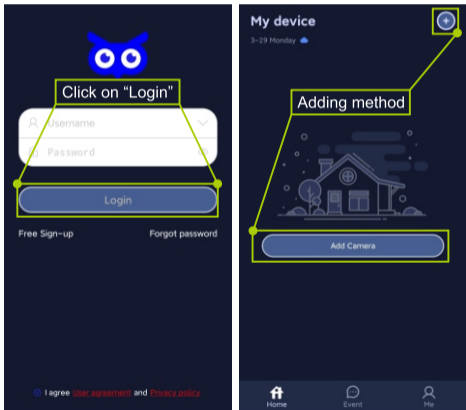 Click on “Login”
Username
Password
Login
Free Sign-up
Forgot password
I agree User agreement and Privacy policy
My device
3-29 Monday
Adding method
Add Camera
Home
Event
Me